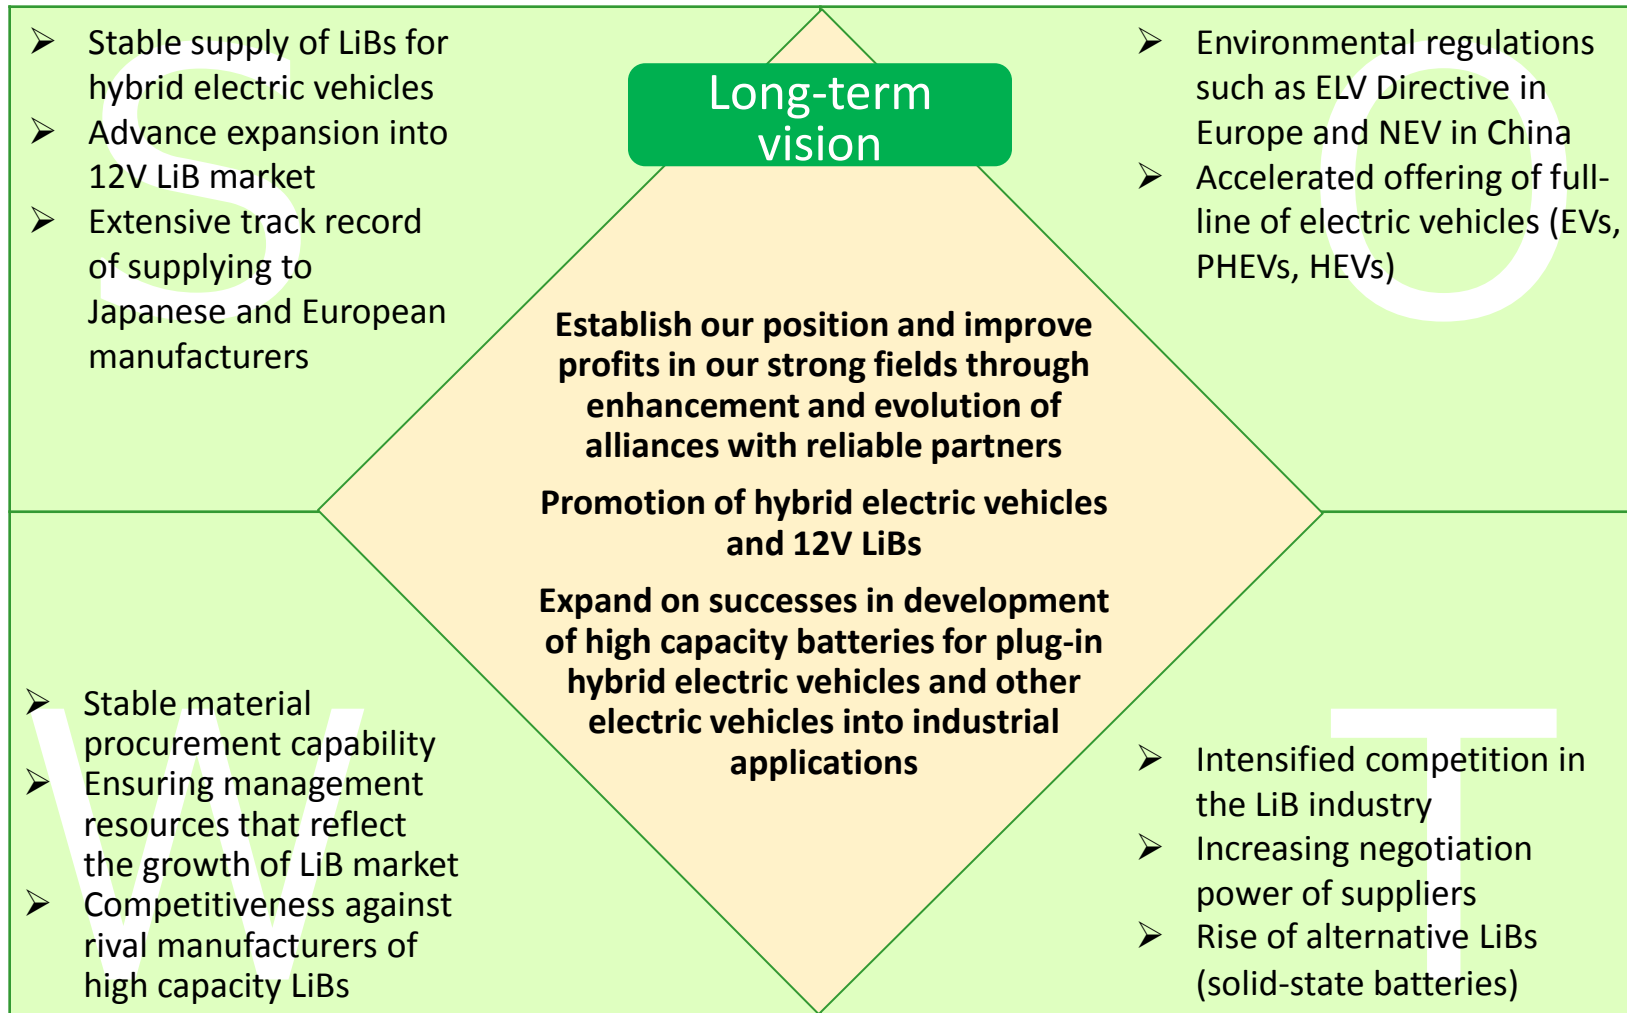 S
➢ Stable supply of LiBs for
hybrid electric vehicles
➢ Advance expansion into
12V LiB market
➢ Extensive track record
of supplying to
Japanese and European
manufacturers
Long-term
vision
O
➢ Environmental regulations
such as ELV Directive in
Europe and NEV in China
➢ Accelerated offering of full-
line of electric vehicles (EVs,
PHEVs, HEVs)
Establish our position and improve
profits in our strong fields through
enhancement and evolution of
alliances with reliable partners
Promotion of hybrid electric vehicles
and 12V LiBs
Expand on successes in development
of high capacity batteries for plug-in
hybrid electric vehicles and other
electric vehicles into industrial
applications
W
➢ Stable material
procurement capability
➢ Ensuring management
resources that reflect
the growth of LiB market
➢ Competitiveness against
rival manufacturers of
high capacity LiBs
T
➢ Intensified competition in
the LiB industry
➢ Increasing negotiation
power of suppliers
➢ Rise of alternative LiBs
(solid-state batteries)